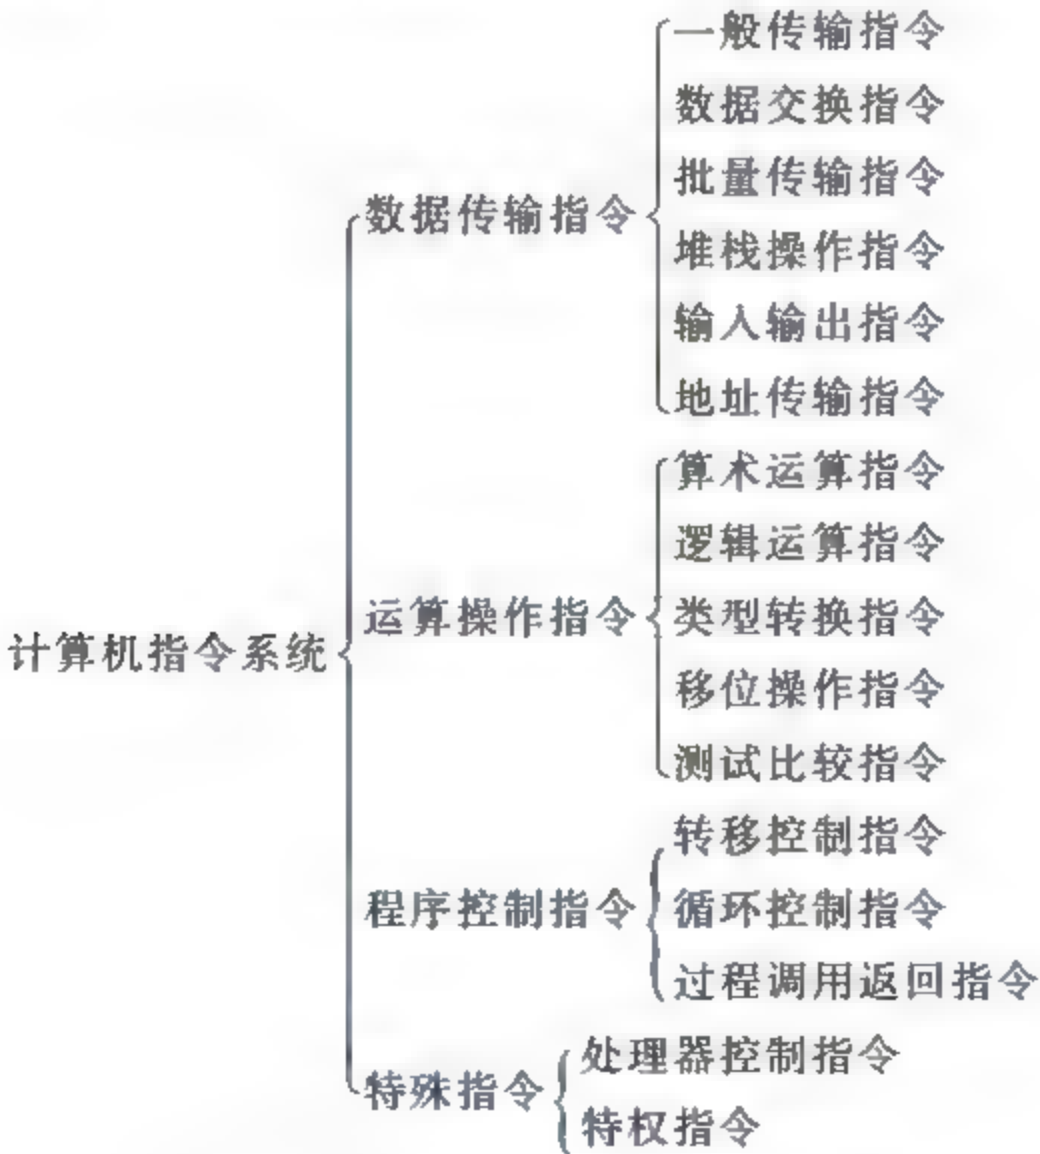 一般传输指令
数据交换指令
批量传输指令
数据传输指令
堆栈操作指令
输入输出指令
地址传输指令
算术运算指令
逻辑运算指令
运算操作指令
类型转换指令
计算机指令系统
移位操作指令
测试比较指令
转移控制指令
程序控制指令
循环控制指令
过程调用返回指令
处理器控制指令
特殊指令
特权指令